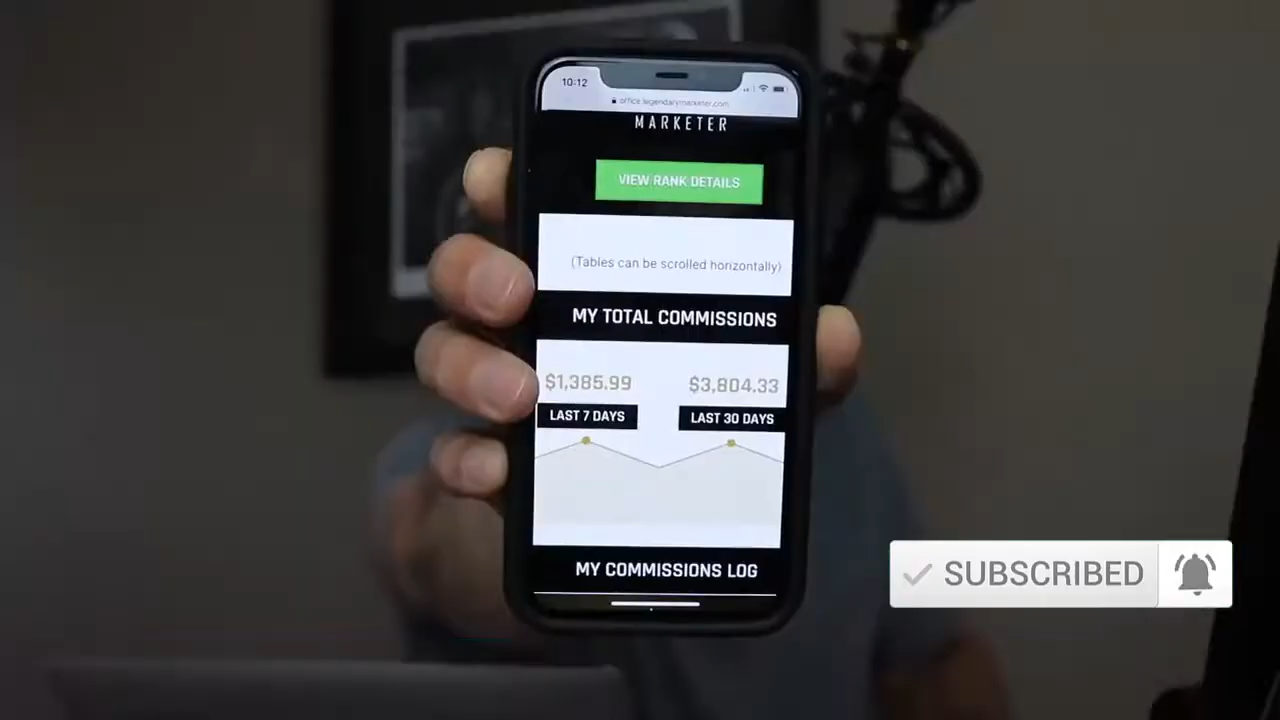 10:12
office.legendarymarketer.com
MARKETER
VIEW RANK DETAILS
(Tables can be scrolled horizontally)
MY TOTAL COMMISSIONS
$1,385.99 $3,804.33
LAST 7 DAYS LAST 30 DAYS
MY COMMISSIONS LOG
SUBSCRIBED